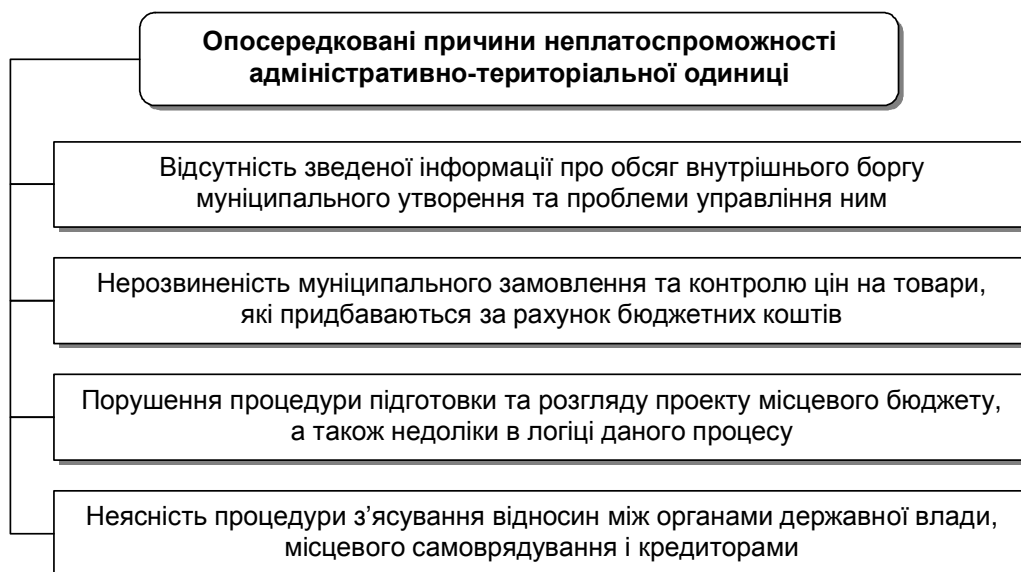 Опосередковані причини неплатоспроможності
адміністративно-територіальної одиниці
Відсутність зведеної інформації про обсяг внутрішнього боргу
муніципального утворення та проблеми управління ним
Нерозвиненість муніципального замовлення та контролю цін на товари,
які придбаваються за рахунок бюджетних коштів
Порушення процедури підготовки та розгляду проекту місцевого бюджету,
а також недоліки в логіці даного процесу
Неясність процедури з’ясування відносин між органами державної влади,
місцевого самоврядування і кредиторами